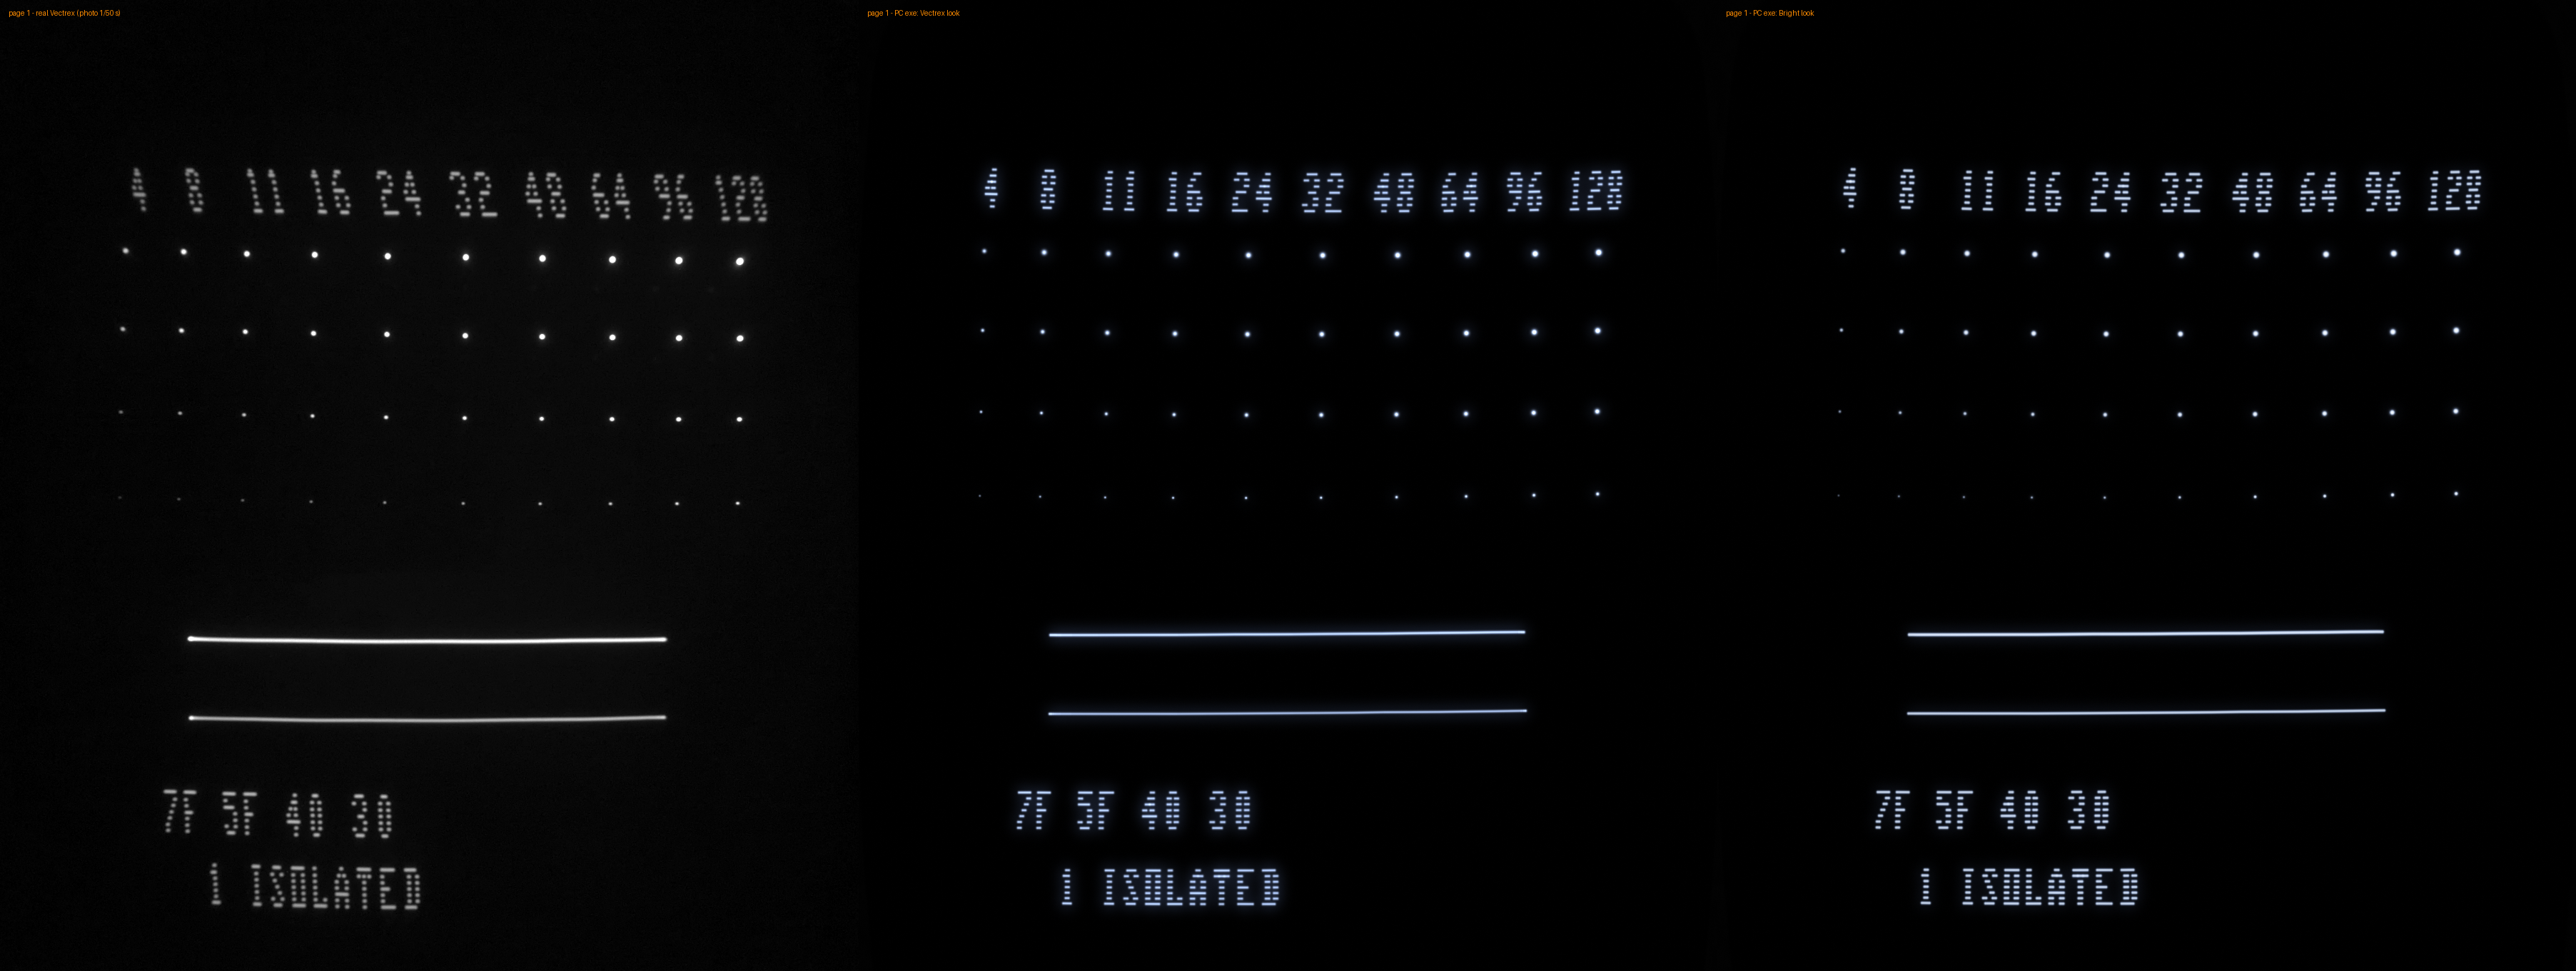 page 1 - real Vectrex (photo 1/50 s)
page 1 - PC exe: Vectrex look
page 1 - PC exe: Bright look
4 8 11 16 24 32 48 64 96 128
4 8 11 16 24 32 48 64 96 128
4 8 11 16 24 32 48 64 96 128
7F 5F 40 30
7F 5F 40 30
7F 5F 40 30
1 ISOLATED
1 ISOLATED
1 ISOLATED